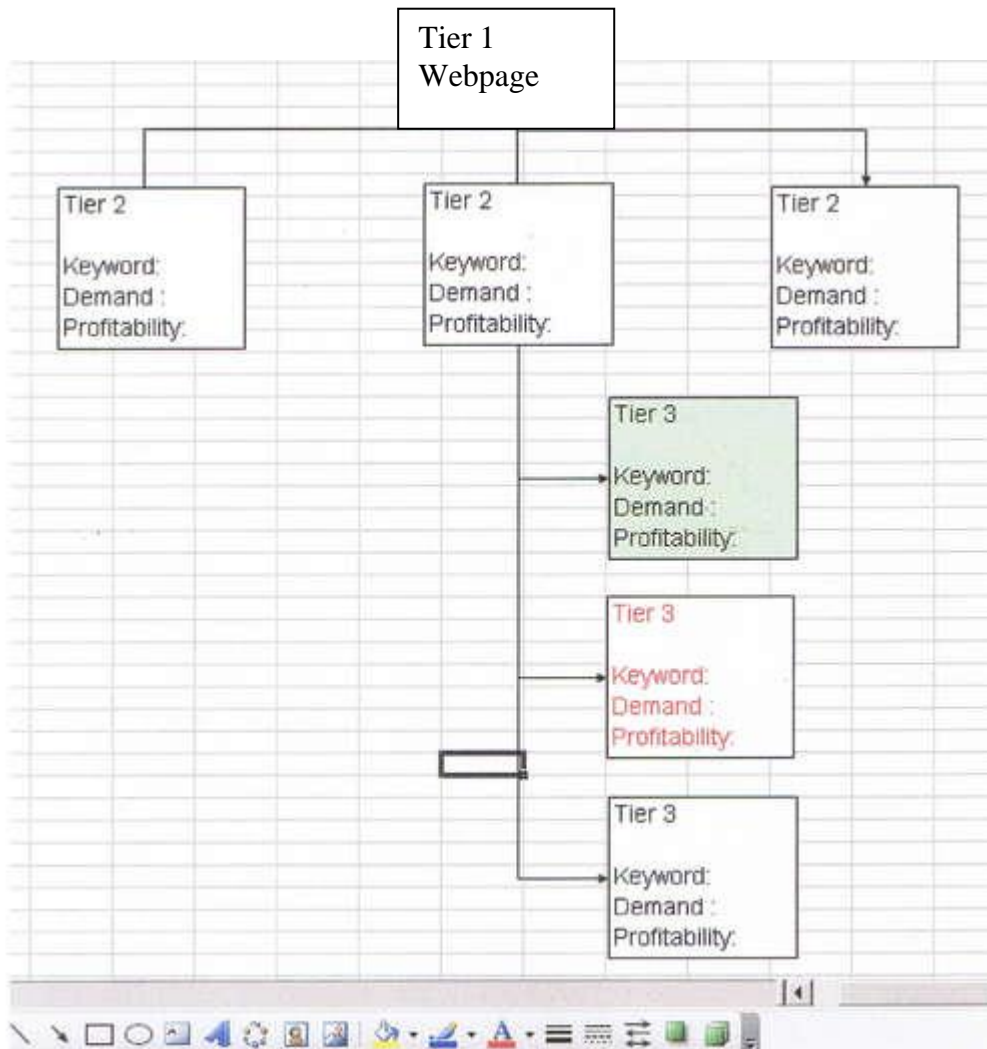 Tier 1
Webpage
Tier 2
Keyword:
Demand :
Profitability:
Tier 2
Keyword:
Demand :
Profitability:
Tier 2
Keyword:
Demand :
Profitability:
Tier 3
Keyword:
Demand :
Profitability:
Tier 3
Keyword:
Demand :
Profitability:
Tier 3
Keyword:
Demand :
Profitability: